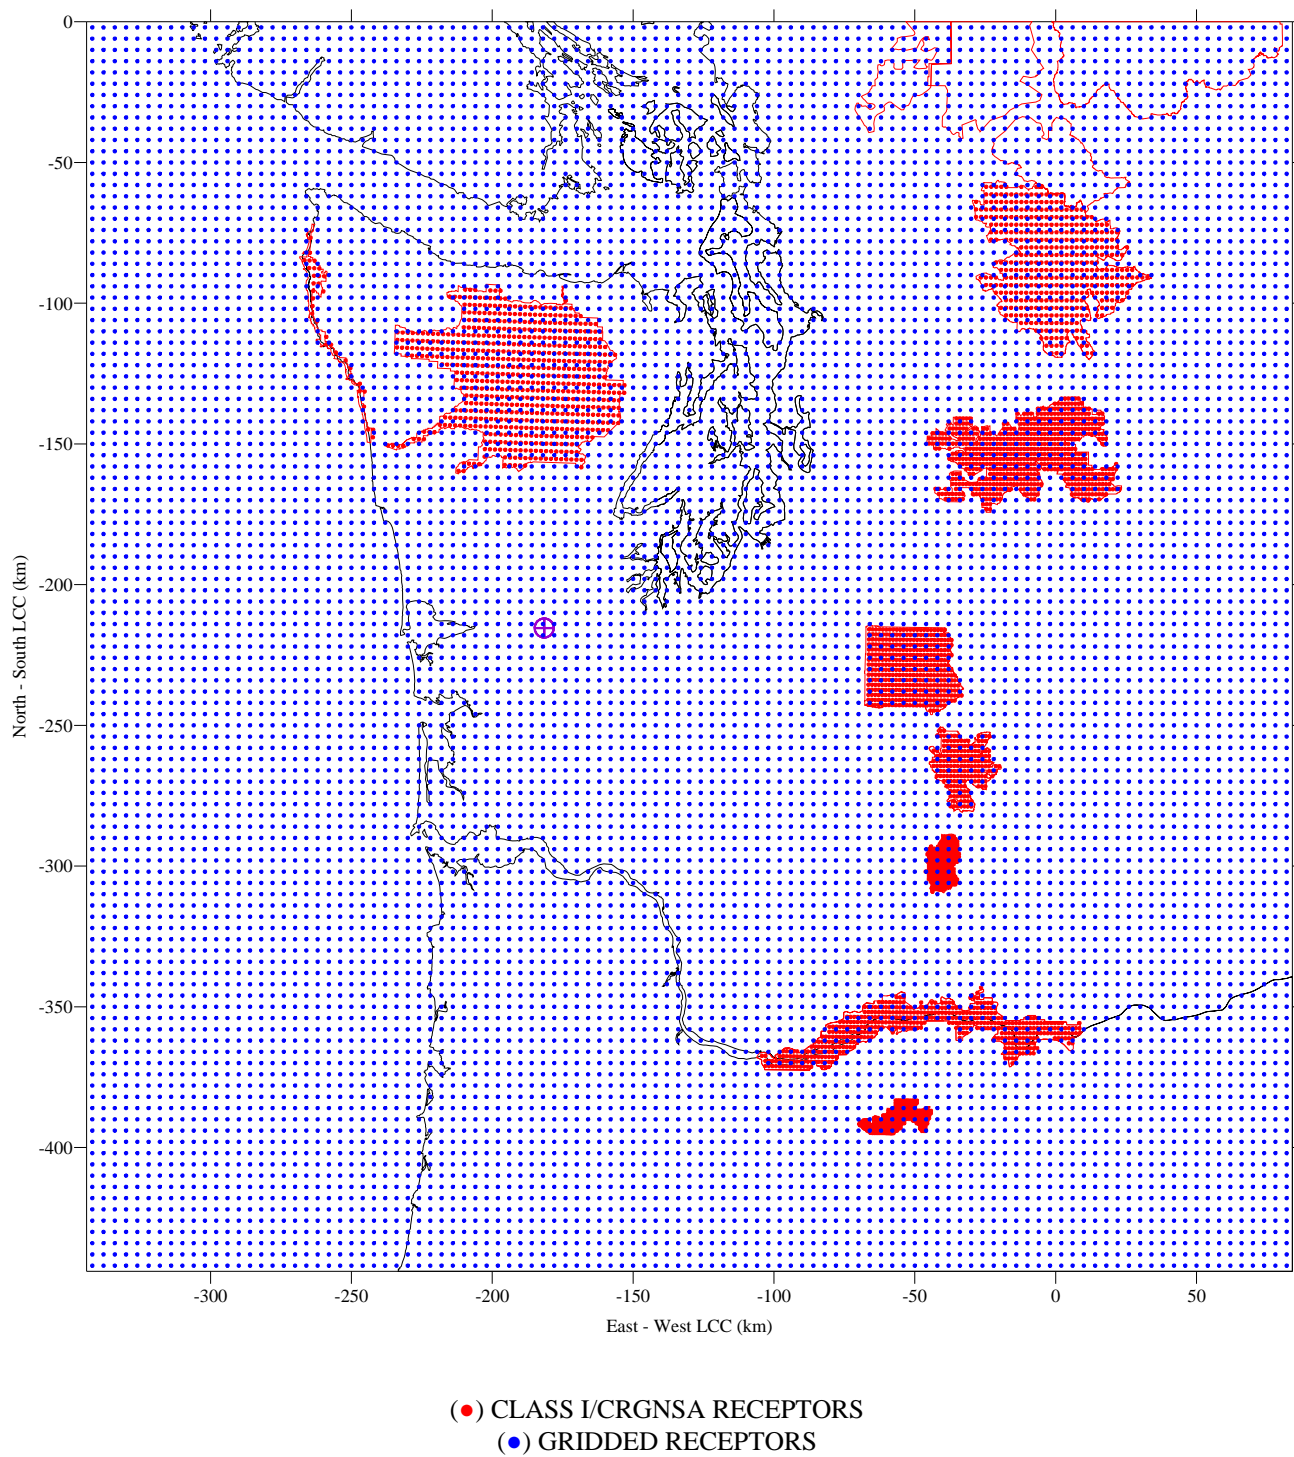 0
-50
-100
-150
-200
-250
-300
-350
-400
North - South LCC (km)
-300 -250 -200 -150 -100 -50 0 50
East - West LCC (km)
(●) CLASS I/CRGNSA RECEPTORS
(●) GRIDDED RECEPTORS